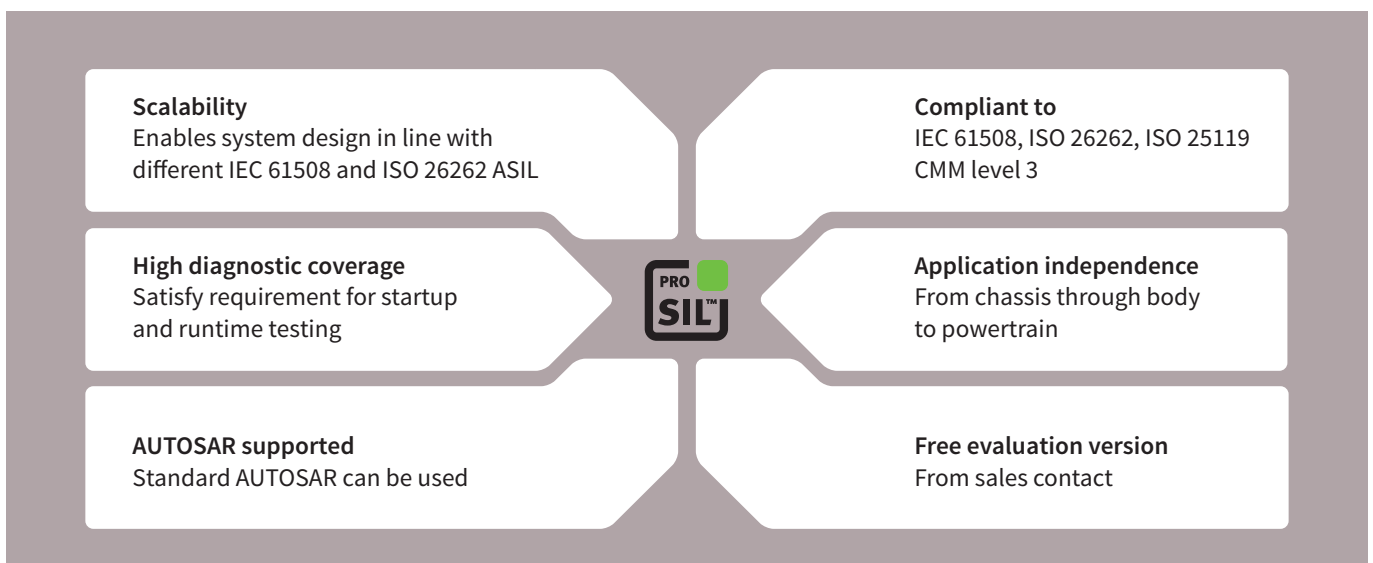 Scalability
Enables system design in line with
different IEC 61508 and ISO 26262 ASIL
Compliant to
IEC 61508, ISO 26262, ISO 25119
CMM level 3
High diagnostic coverage
Satisfy requirement for startup
and runtime testing
PRO
SIL™
Application independence
From chassis through body
to powertrain
AUTOSAR supported
Standard AUTOSAR can be used
Free evaluation version
From sales contact